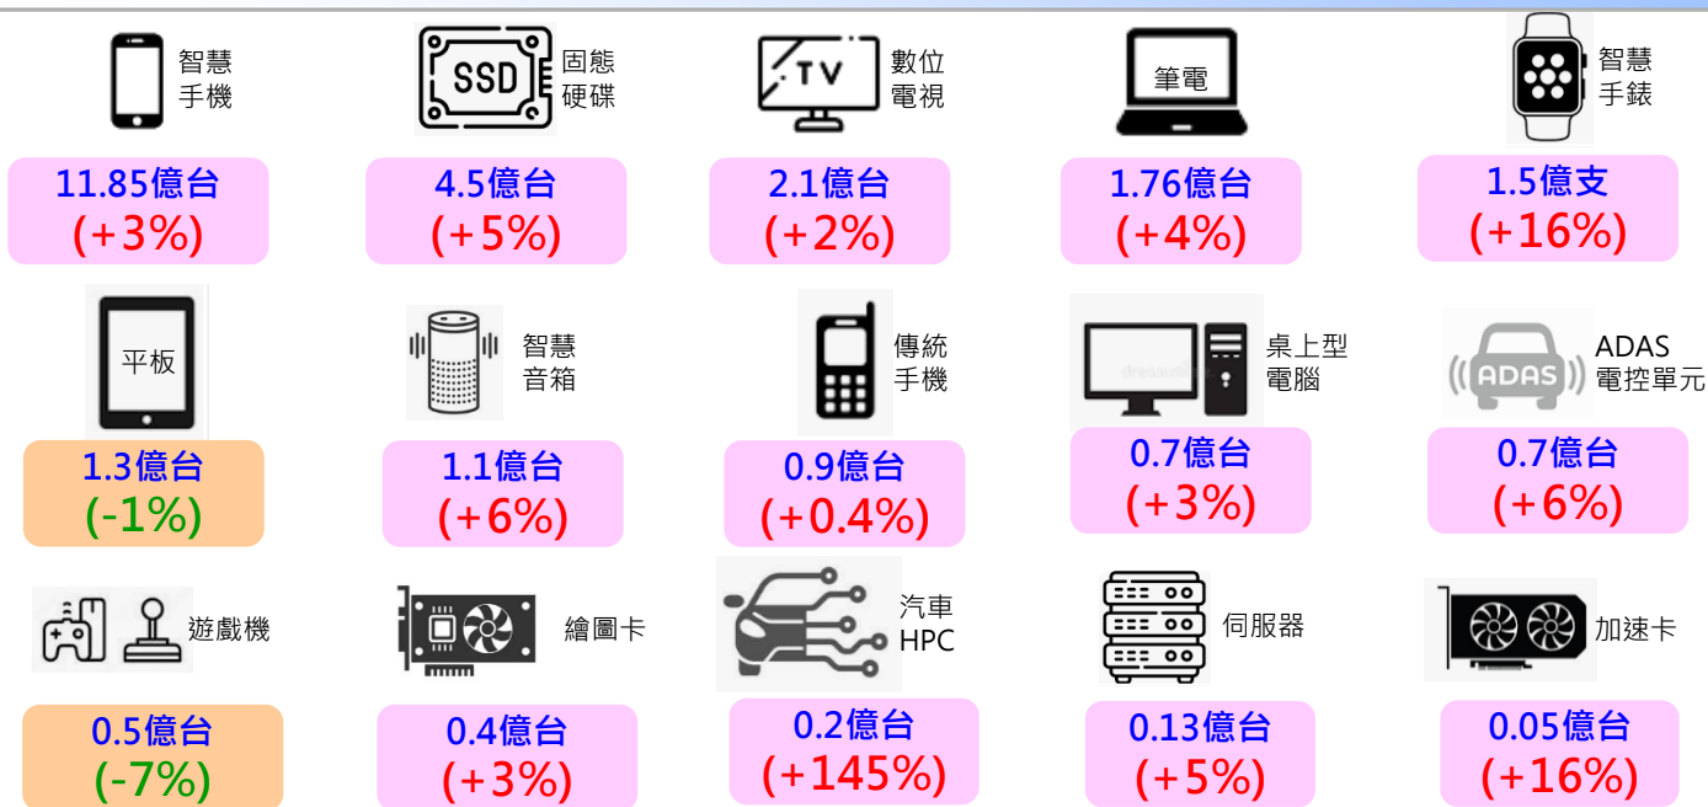 智慧
手機
SSD
固態
硬碟
TV
數位
電視
筆電
智慧
手錶
11.85億台
(+3%)
4.5億台
(+5%)
2.1億台
(+2%)
1.76億台
(+4%)
1.5億支
(+16%)
平板
智慧
音箱
傳統
手機
桌上型
電腦
ADAS
ADAS
電控單元
1.3億台
(-1%)
1.1億台
(+6%)
0.9億台
(+0.4%)
0.7億台
(+3%)
0.7億台
(+6%)
遊戲機
繪圖卡
汽車
HPC
伺服器
加速卡
0.5億台
(-7%)
0.4億台
(+3%)
0.2億台
(+145%)
0.13億台
(+5%)
0.05億台
(+16%)